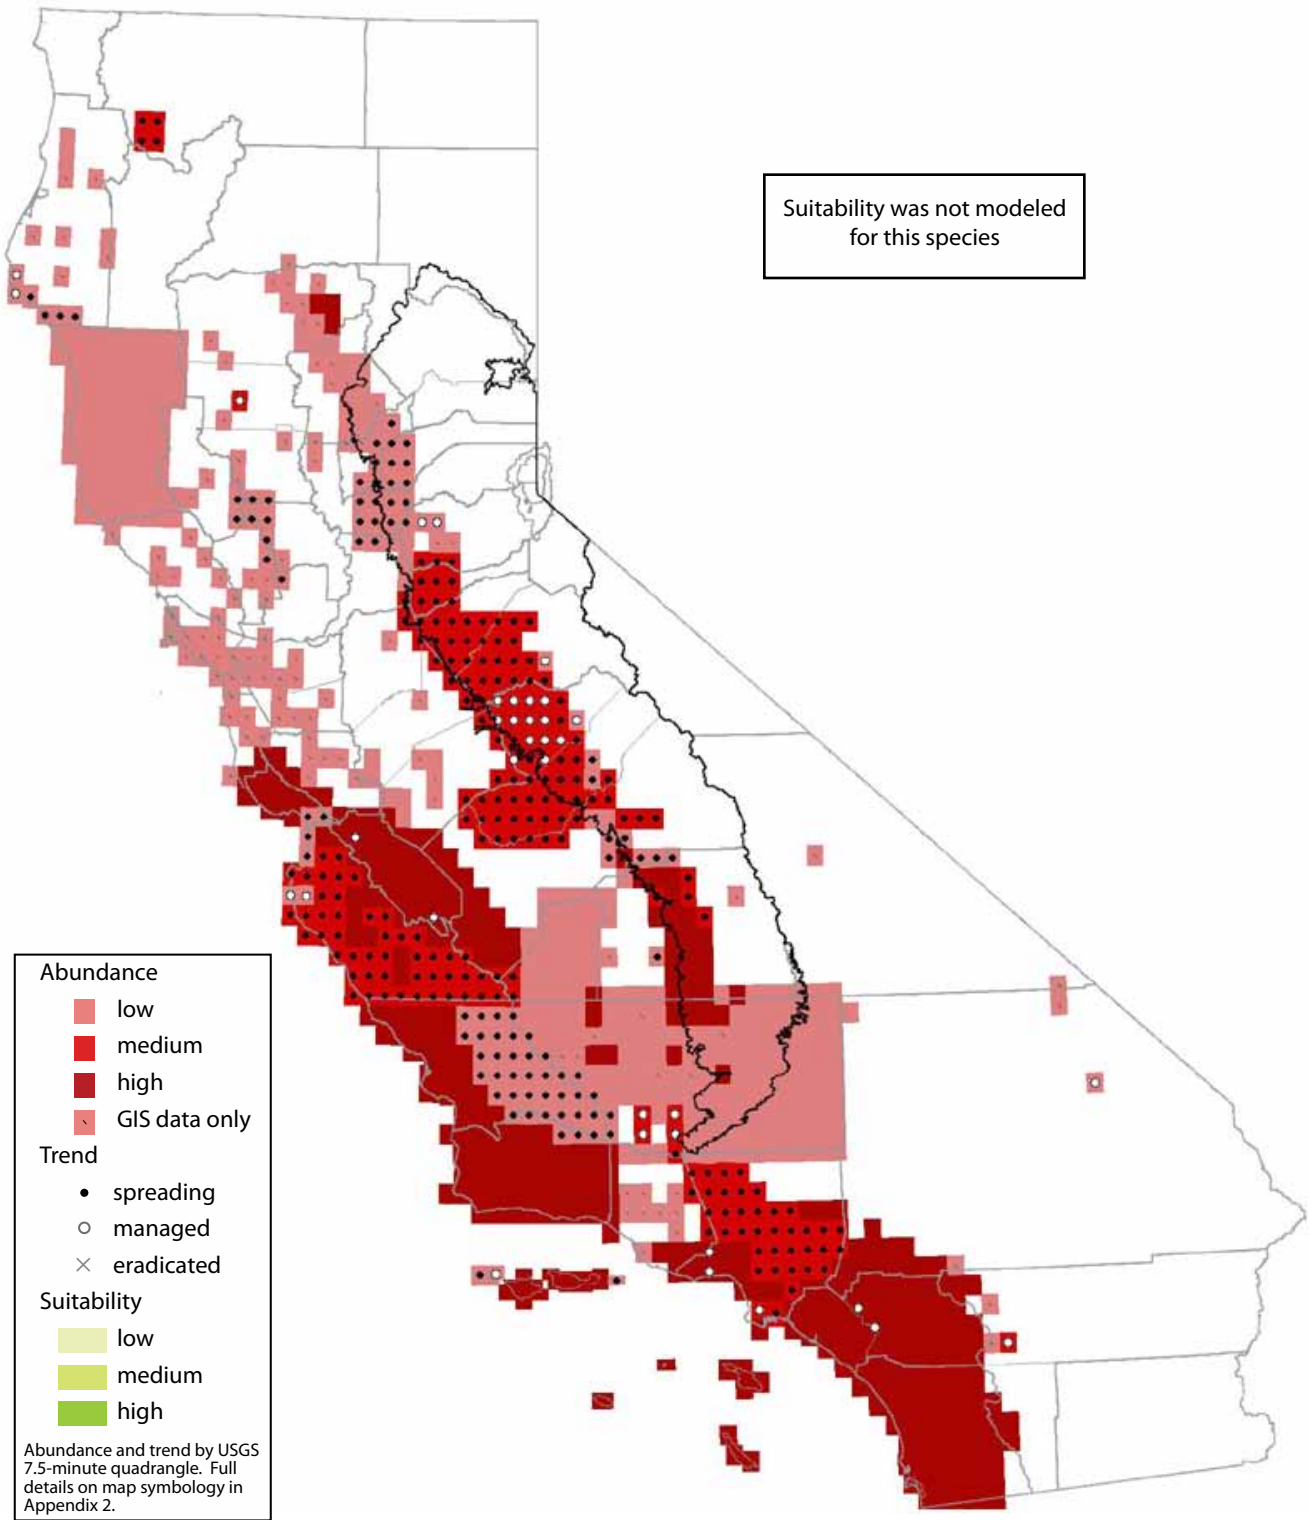 Suitability was not modeled
for this species
Abundance
low
medium
high
GIS data only
Trend
spreading
managed
eradicated
Suitability
low
medium
high
Abundance and trend by USGS
7.5-minute quadrangle. Full
details on map symbology in
Appendix 2.